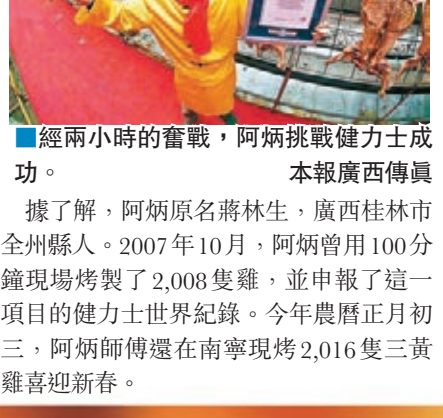 ■經兩小時的奮戰，阿炳挑戰健力士成
功。 本報廣西傳真
據了解，阿炳原名蔣林生，廣西桂林市
全州縣人。2007年10月，阿炳曾用100分
鐘現場烤製了2,008隻雞，並申報了這一
項目的健力士世界紀錄。今年農曆正月初
三，阿炳師傅還在南寧現烤2,016隻三黃
雞喜迎新春。